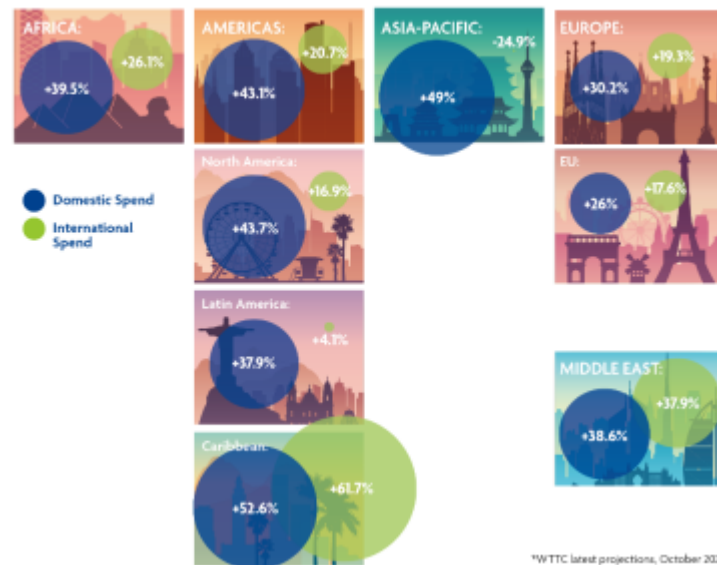 AFRICA:
+26.1%
+39.5%
AMERICAS:
+20.7%
+43.1%
ASIA-PACIFIC:
-24.9%
+49%
EUROPE:
+19.3%
+30.2%
North America:
+16.9%
+43.7%
EU:
+17.6%
+26%
Domestic Spend
International
Spend
Latin America:
+4.1%
+37.9%
MIDDLE EAST:
+37.9%
+38.6%
Caribbean:
+61.7%
+52.6%
*WTTC latest projections, October